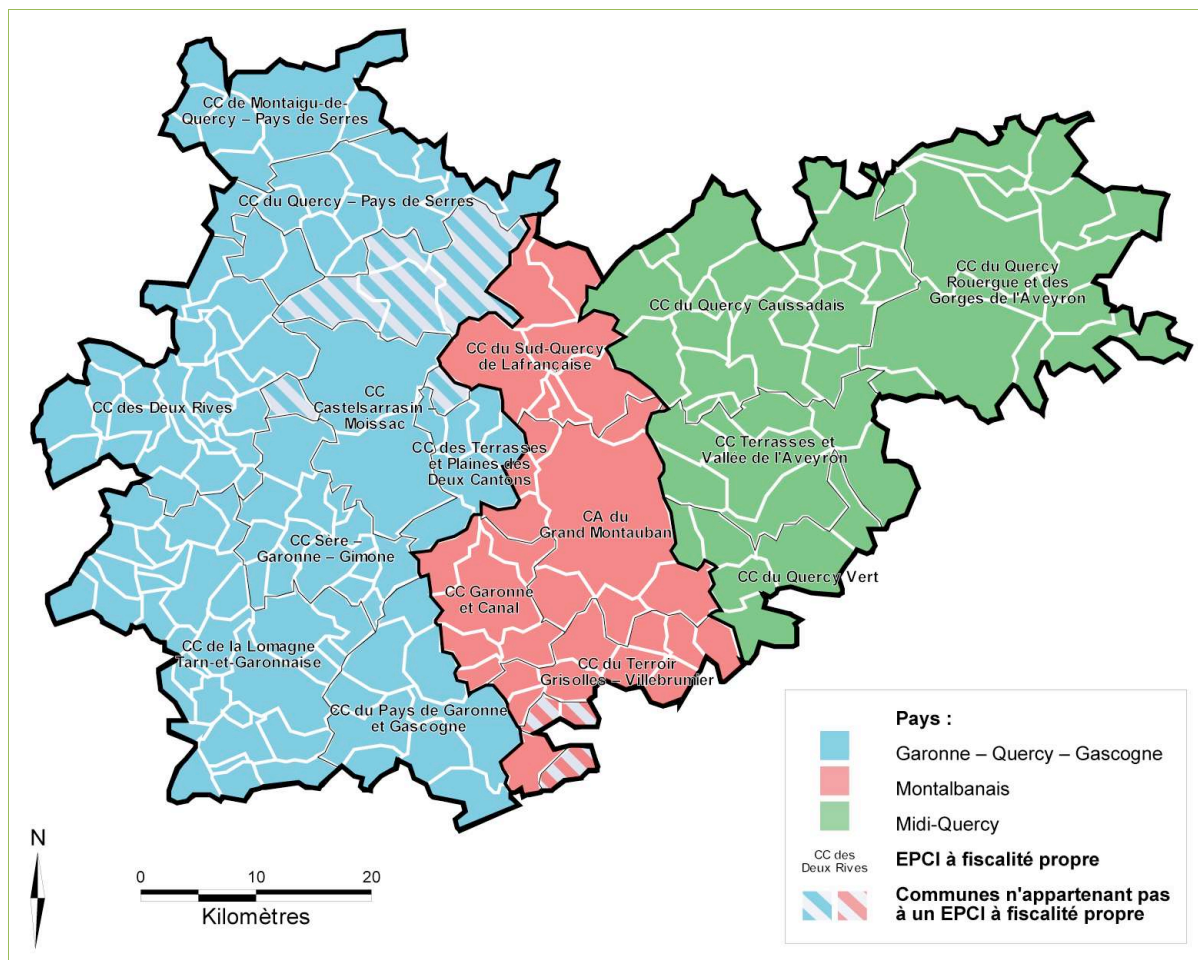 CC de Montaigu-de-
Quercy – Pays de Serres
CC du Quercy – Pays de Serres
CC du Quercy
Rouergue et des
Gorges de l'Aveyron
CC du Quercy Caussadais
CC du Sud-Quercy
de Lafrançaise
CC des Deux Rives
CC
Castelsarrasin –
Moissac
CC des Terrasses
et Plaines des
Deux Cantons
CC Terrasses et
Vallée de l'Aveyron
CA du
Grand Montauban
CC Sère –
Garonne – Gimone
CC du Quercy Vert
CC Garonne
et Canal
CC de la Lomagne
Tarn-et-Garonnaise
CC du Terroir
Grisolles – Villebrumier
CC du Pays de Garonne
et Gascogne
Pays :
Garonne – Quercy – Gascogne
Montalbanais
Midi-Quercy
CC des
Deux Rives
EPCI à fiscalité propre
Communes n'appartenant pas
à un EPCI à fiscalité propre
N
0 10 20
Kilomètres